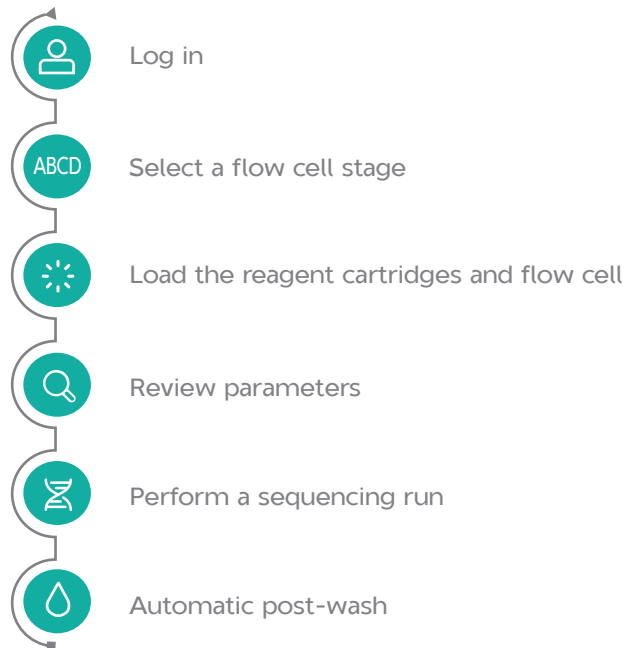 Log in
ABCD
Select a flow cell stage
Load the reagent cartridges and flow cell
Review parameters
Perform a sequencing run
Automatic post-wash